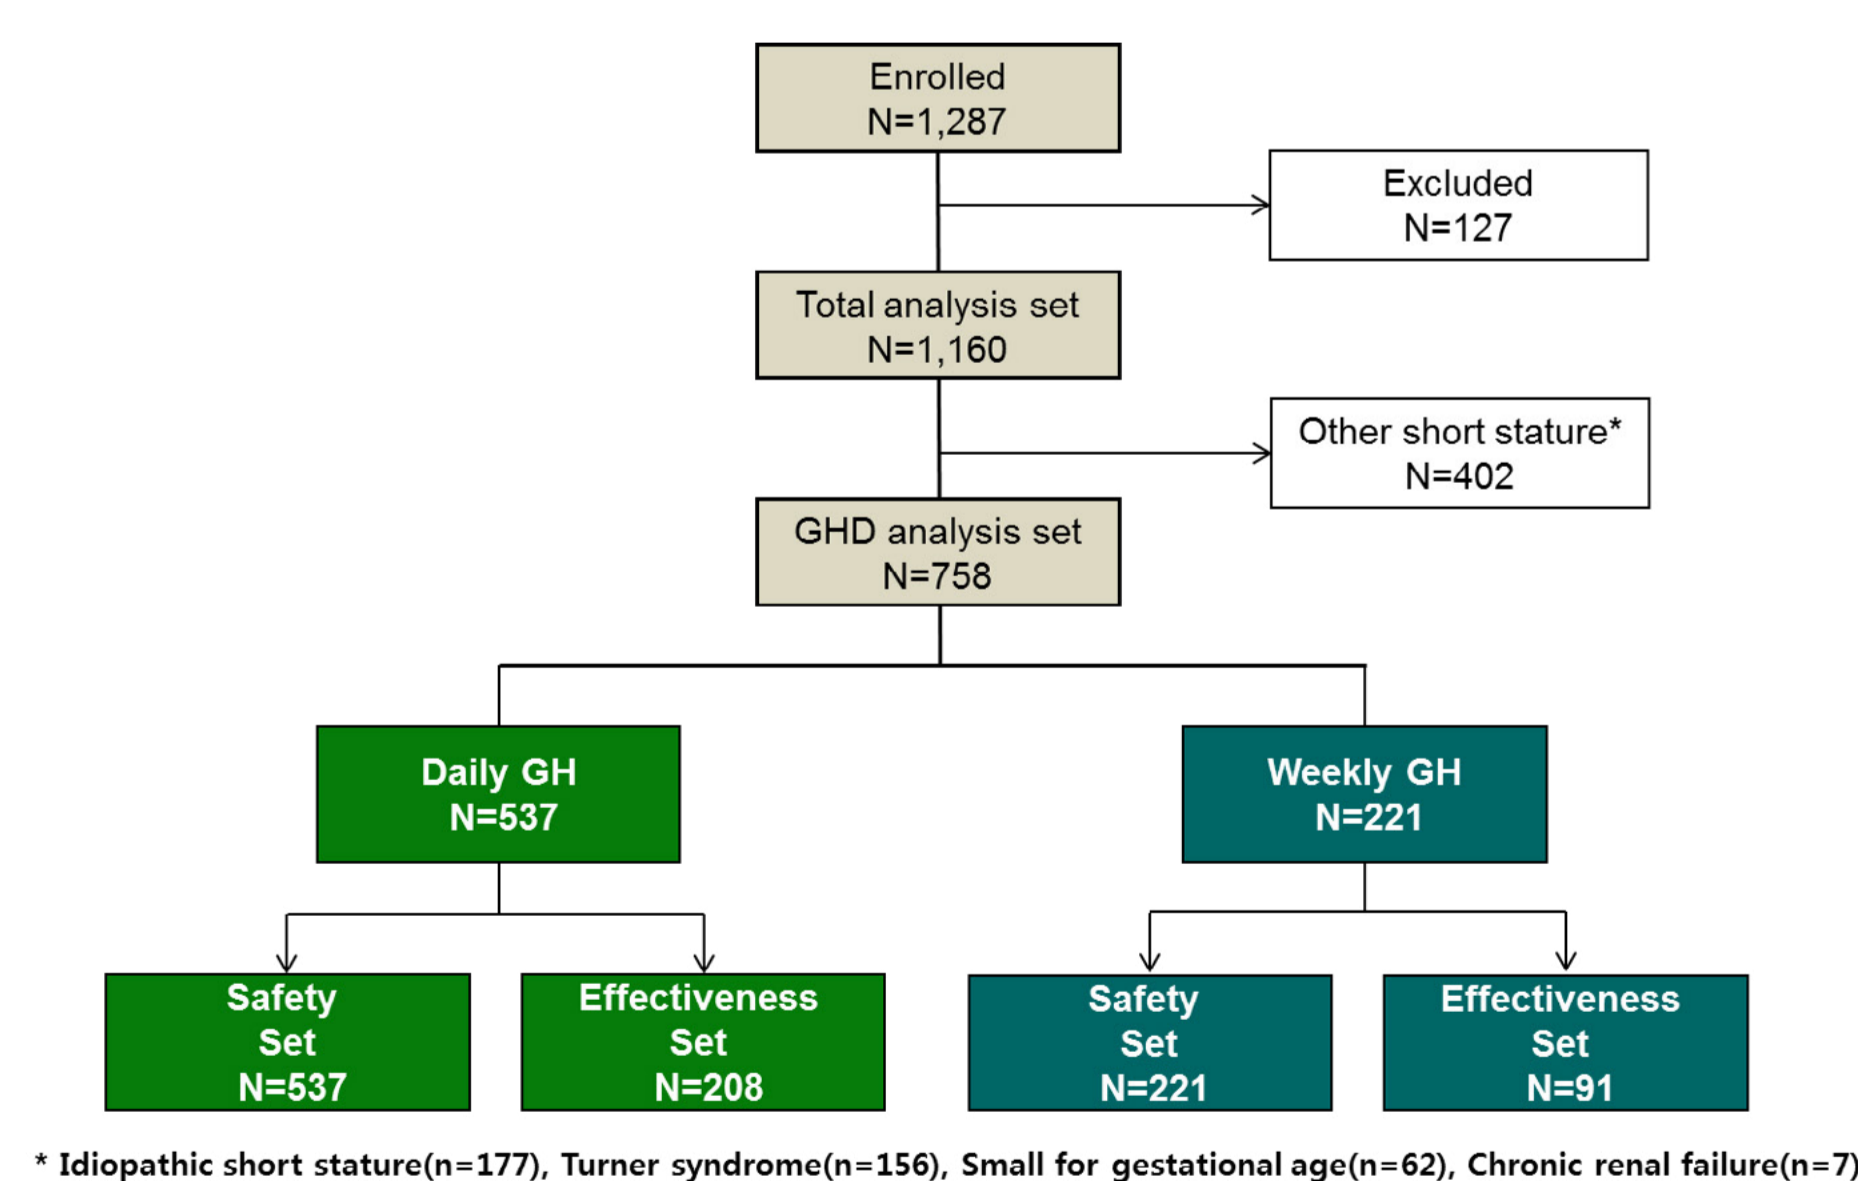 Enrolled
N=1,287
Excluded
N=127
Total analysis set
N=1,160
Other short stature*
N=402
GHD analysis set
N=758
Daily GH
N=537
Weekly GH
N=221
Safety
Set
N=537
Effectiveness
Set
N=208
Safety
Set
N=221
Effectiveness
Set
N=91
* Idiopathic short stature(n=177), Turner syndrome(n=156), Small for gestational age(n=62), Chronic renal failure(n=7)